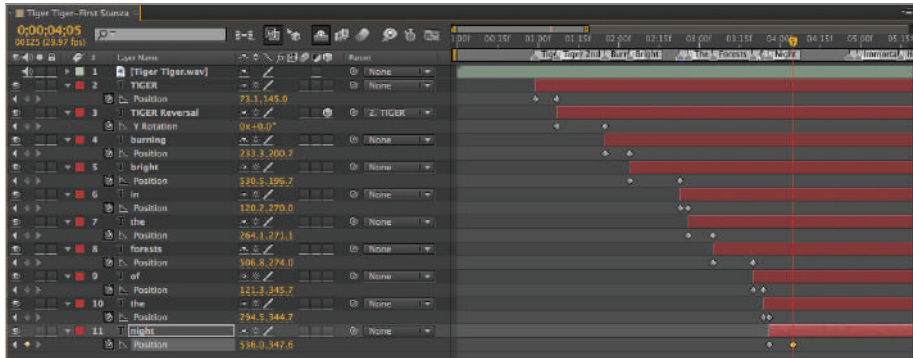 Tiger Tiger-First Stanza
0;00;04;05
00125 (29.97 fps)
1:00f 00:15f 01:00f 01:15f 02:00f 02:15f 03:00f 03:15f 04:00f 04:15f 05:00f 05:15f
# Layer Name Parent
Tiger 2nd Burn Bright The Forests Night Immortal
1 [Tiger Tiger.wav] None
2 TIGER None
Position 73.1,145.0
3 TIGER Reversal 2. TIGER
Y Rotation 0x+0.0°
4 burning None
Position 233.3,200.7
5 bright None
Position 530.5,196.7
6 in None
Position 120.2,270.0
7 the None
Position 264.1,271.1
8 forests None
Position 506.8,274.0
9 of None
Position 121.3,345.7
10 the None
Position 294.5,344.7
11 night None
Position 536.0,347.6